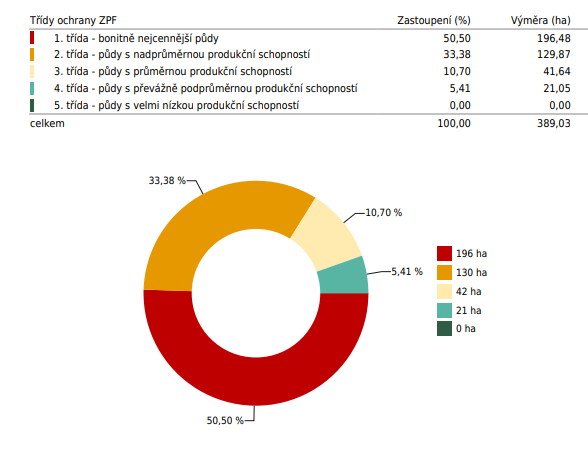 Třídy ochrany ZPF Zastoupení (%) Výměra (ha)
1. třída - bonitně nejcennější půdy 50,50 196,48
2. třída - půdy s nadprůměrnou produkční schopností 33,38 129,87
3. třída - půdy s průměrnou produkční schopností 10,70 41,64
4. třída - půdy s převážně podprůměrnou produkční schopností 5,41 21,05
5. třída - půdy s velmi nízkou produkční schopností 0,00 0,00
celkem 100,00 389,03
33,38 %
10,70 %
5,41 %
50,50 %
196 ha
130 ha
42 ha
21 ha
0 ha